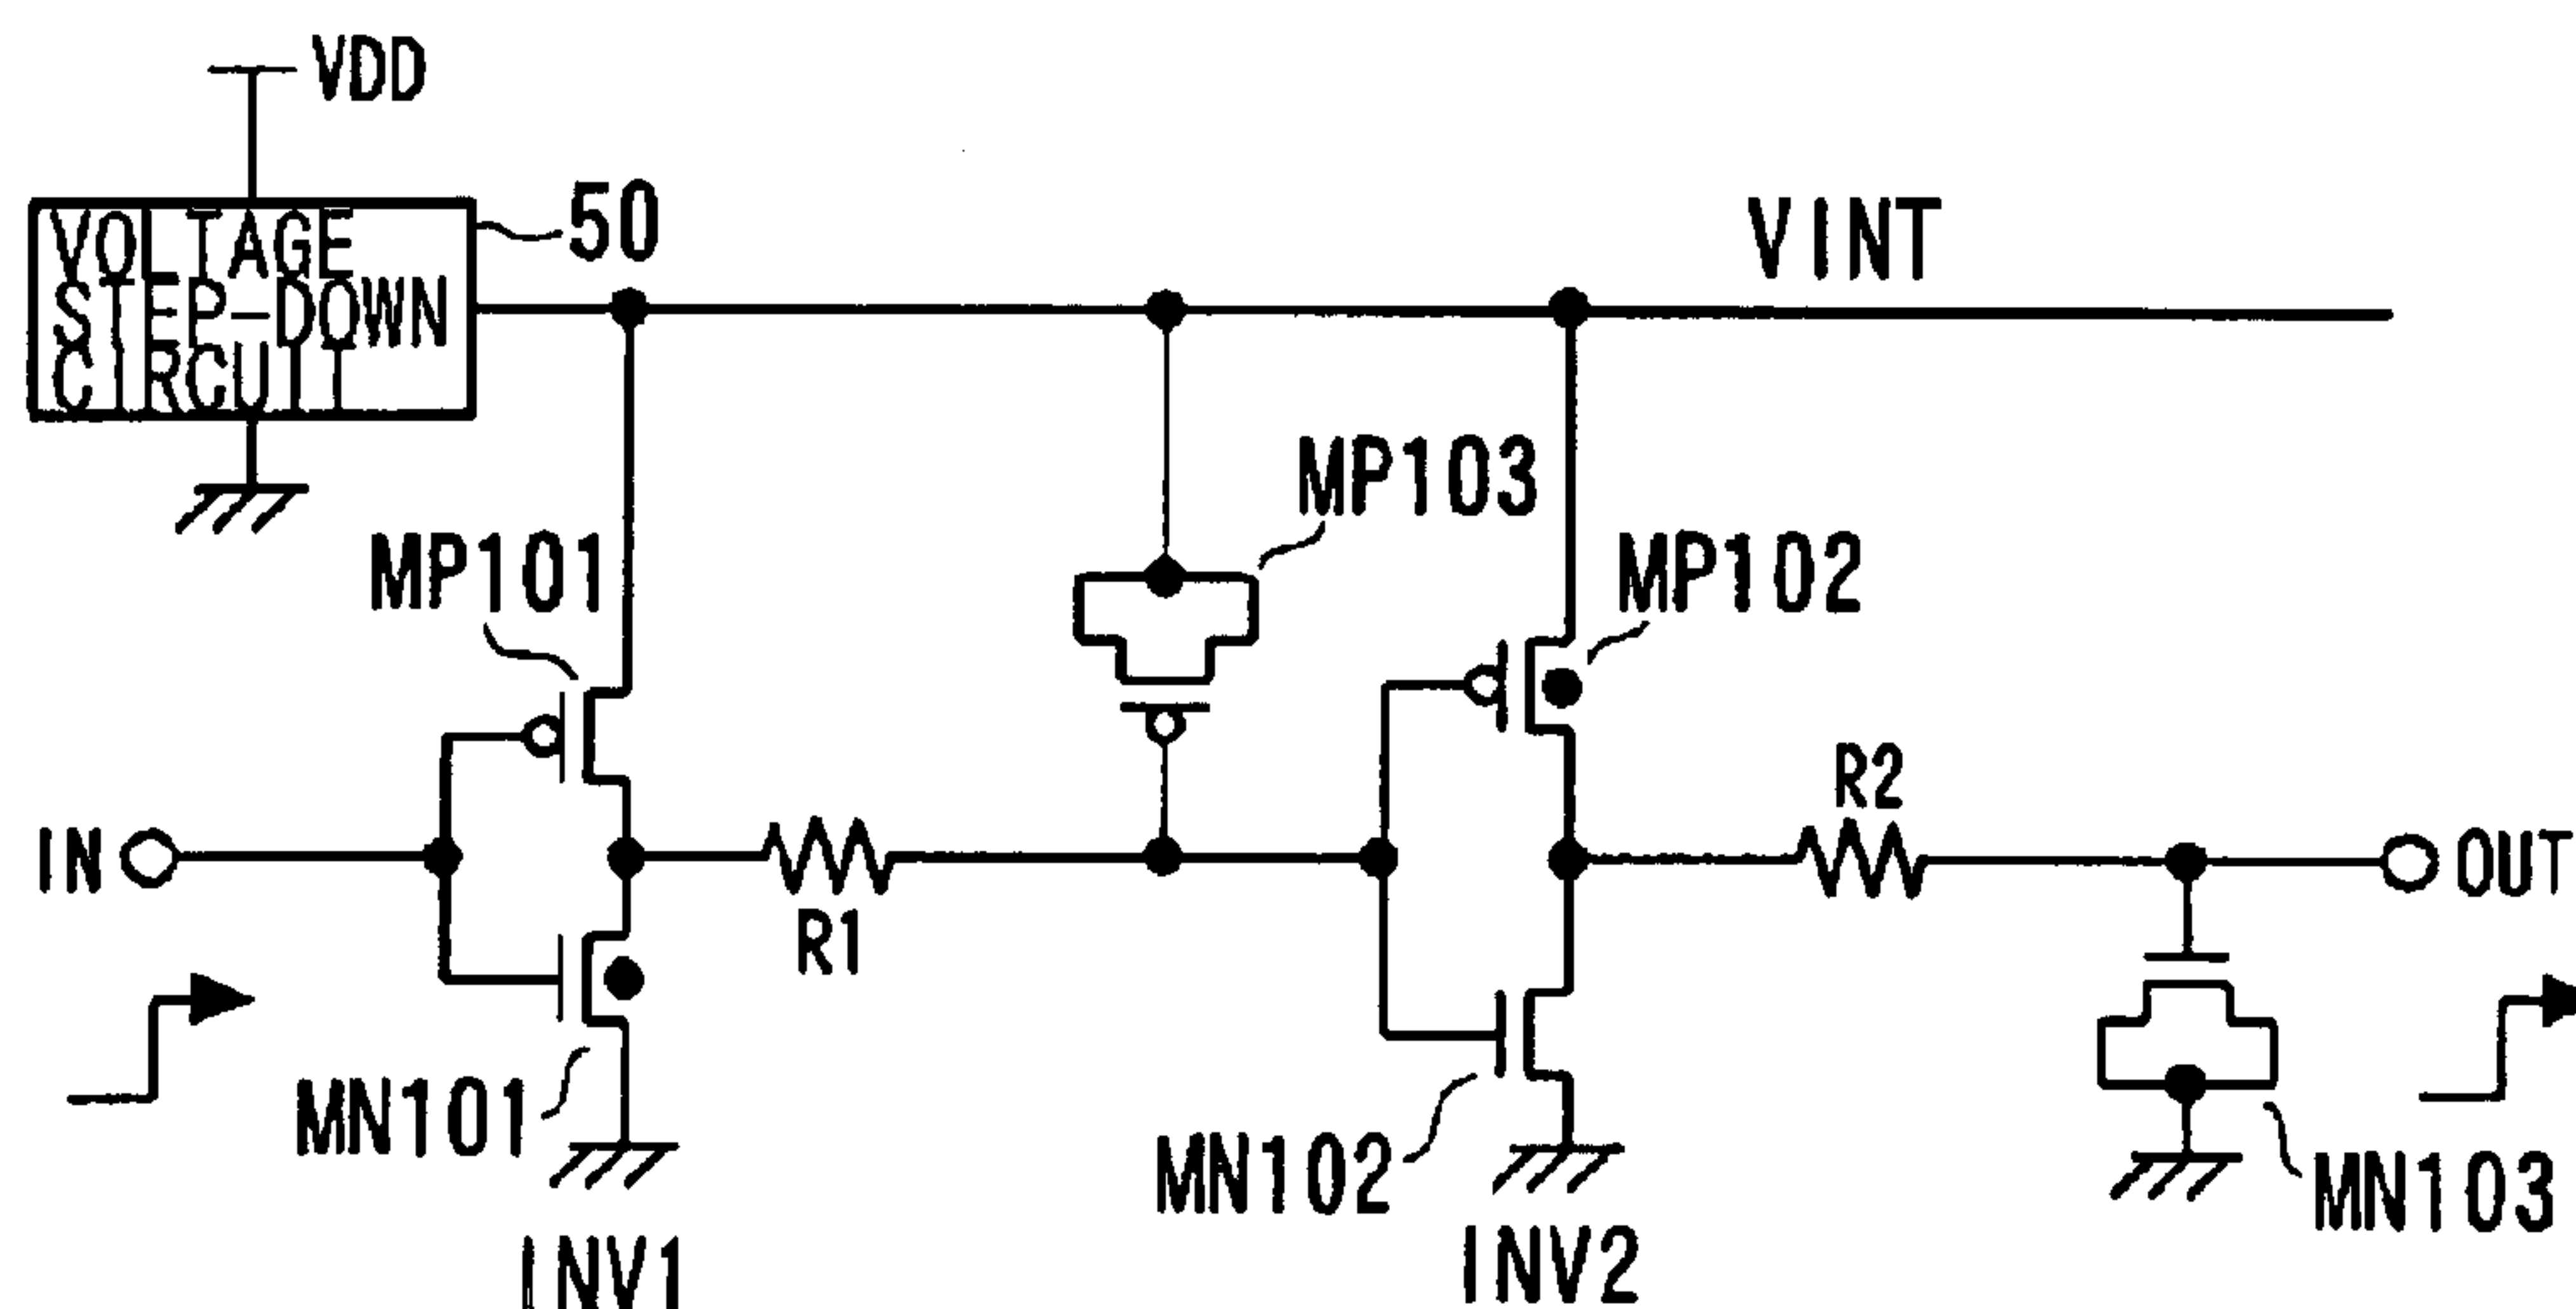 VDD
VOLTAGE
STEP-DOWN
CIRCUIT
50
VINT
MP103
MP101
MP102
R2
IN
OUT
R1
MN101
MN102
MN103
INV1
INV2